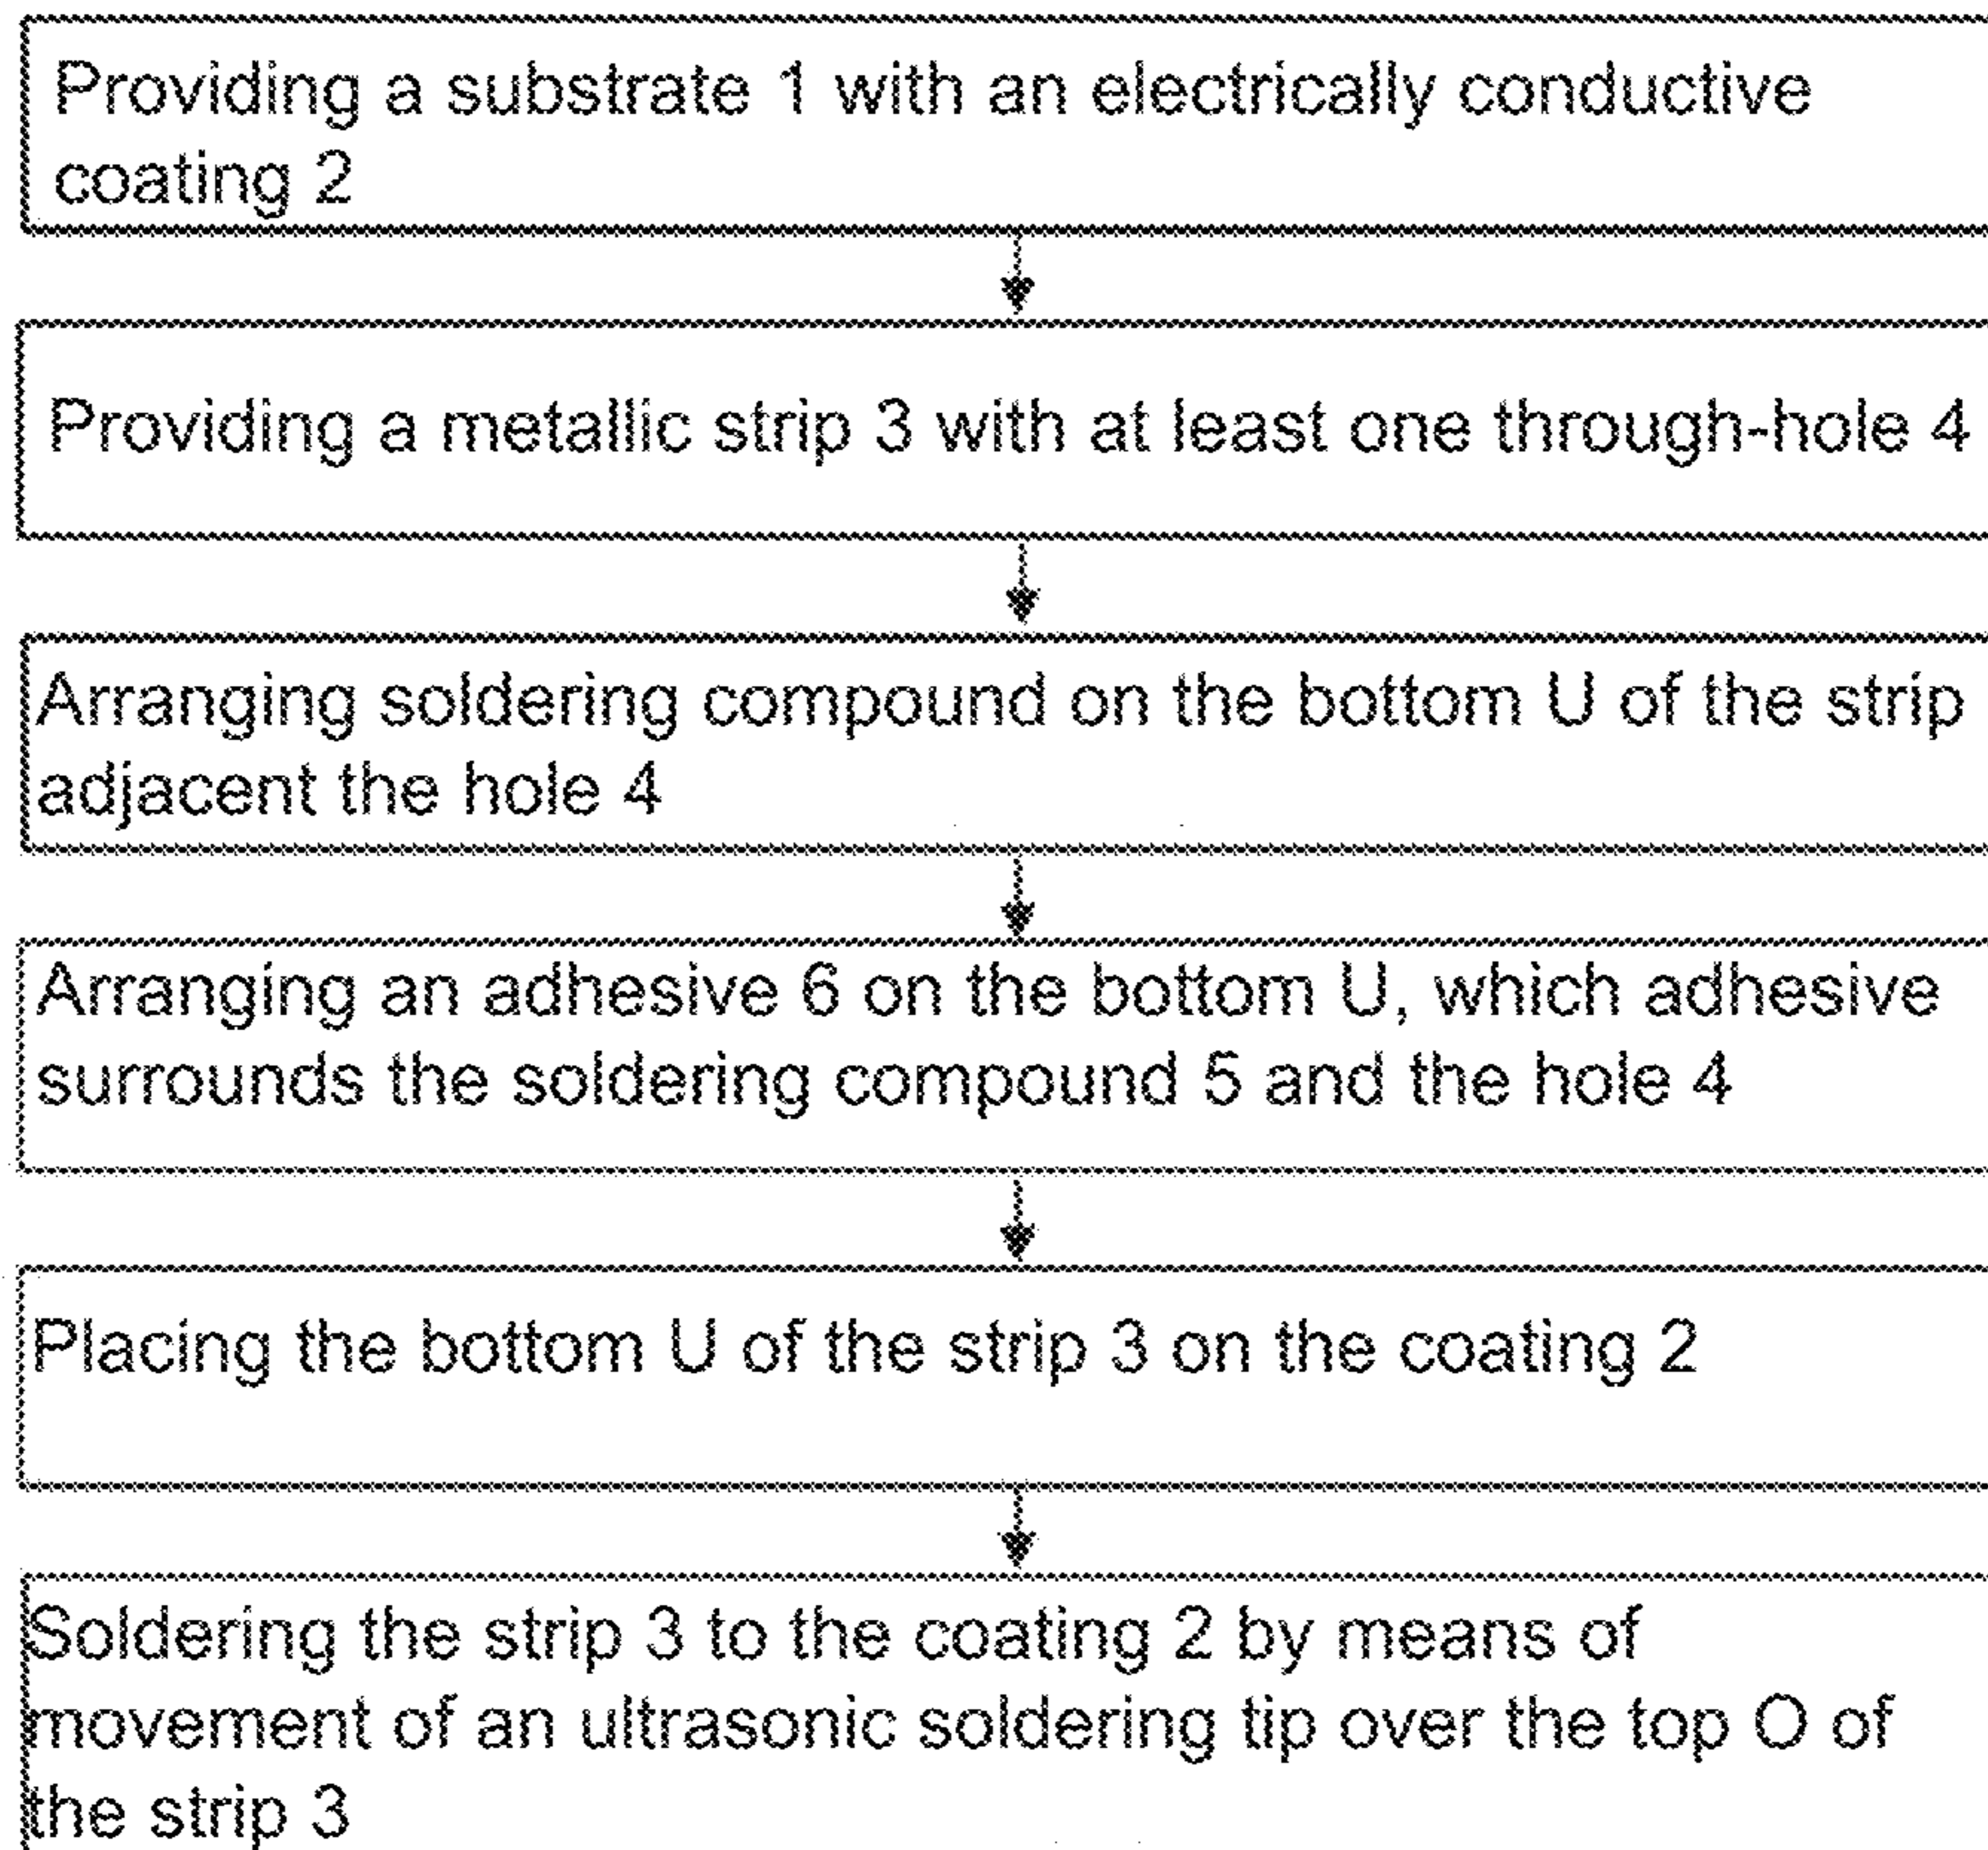 Providing a substrate 1 with an electrically conductive
coating 2
Providing a metallic strip 3 with at least one through-hole 4
Arranging soldering compound on the bottom U of the strip
adjacent the hole 4
Arranging an adhesive 6 on the bottom U, which adhesive
surrounds the soldering compound 5 and the hole 4
Placing the bottom U of the strip 3 on the coating 2
Soldering the strip 3 to the coating 2 by means of
movement of an ultrasonic soldering tip over the top O of
the strip 3